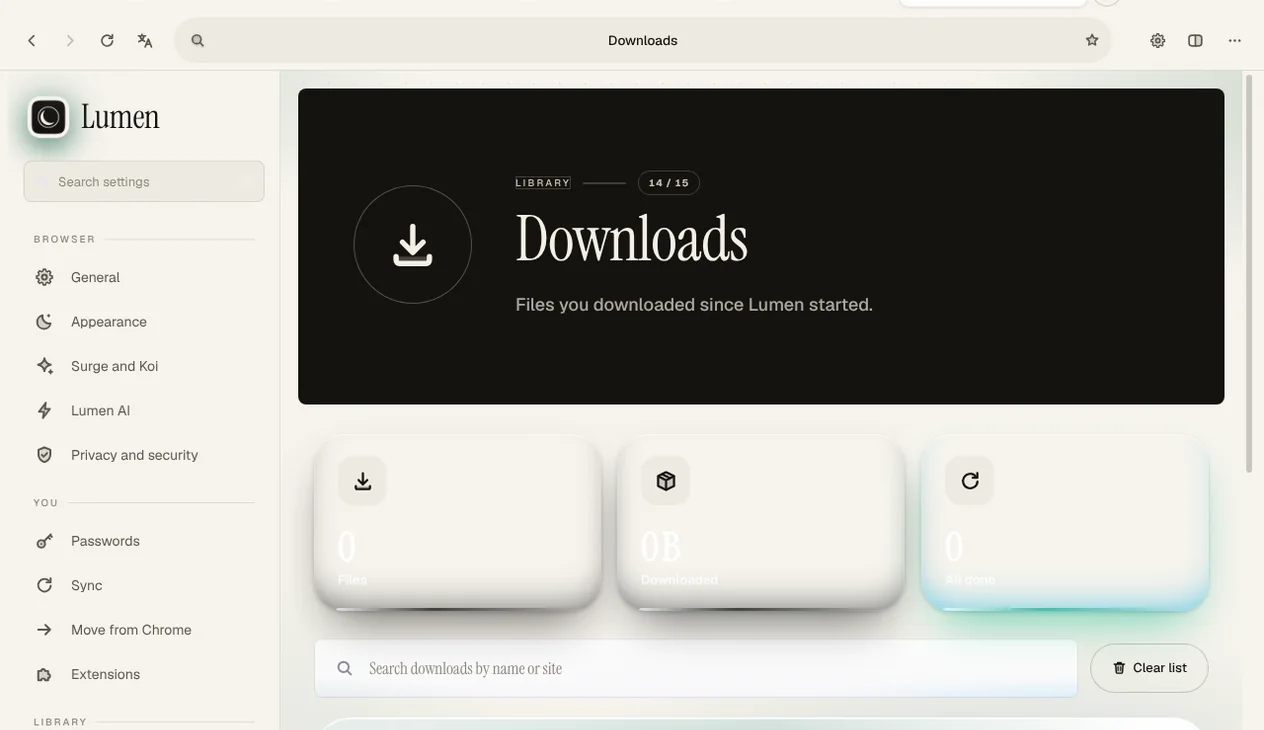 Downloads
Lumen
Search settings
BROWSER
General
Appearance
Surge and Koi
Lumen AI
Privacy and security
YOU
Passwords
Sync
Move from Chrome
Extensions
LIBRARY
LIBRARY
14 / 15
Downloads
Files you downloaded since Lumen started.
0
Files
0 B
Downloaded
0
All done
Search downloads by name or site
Clear list